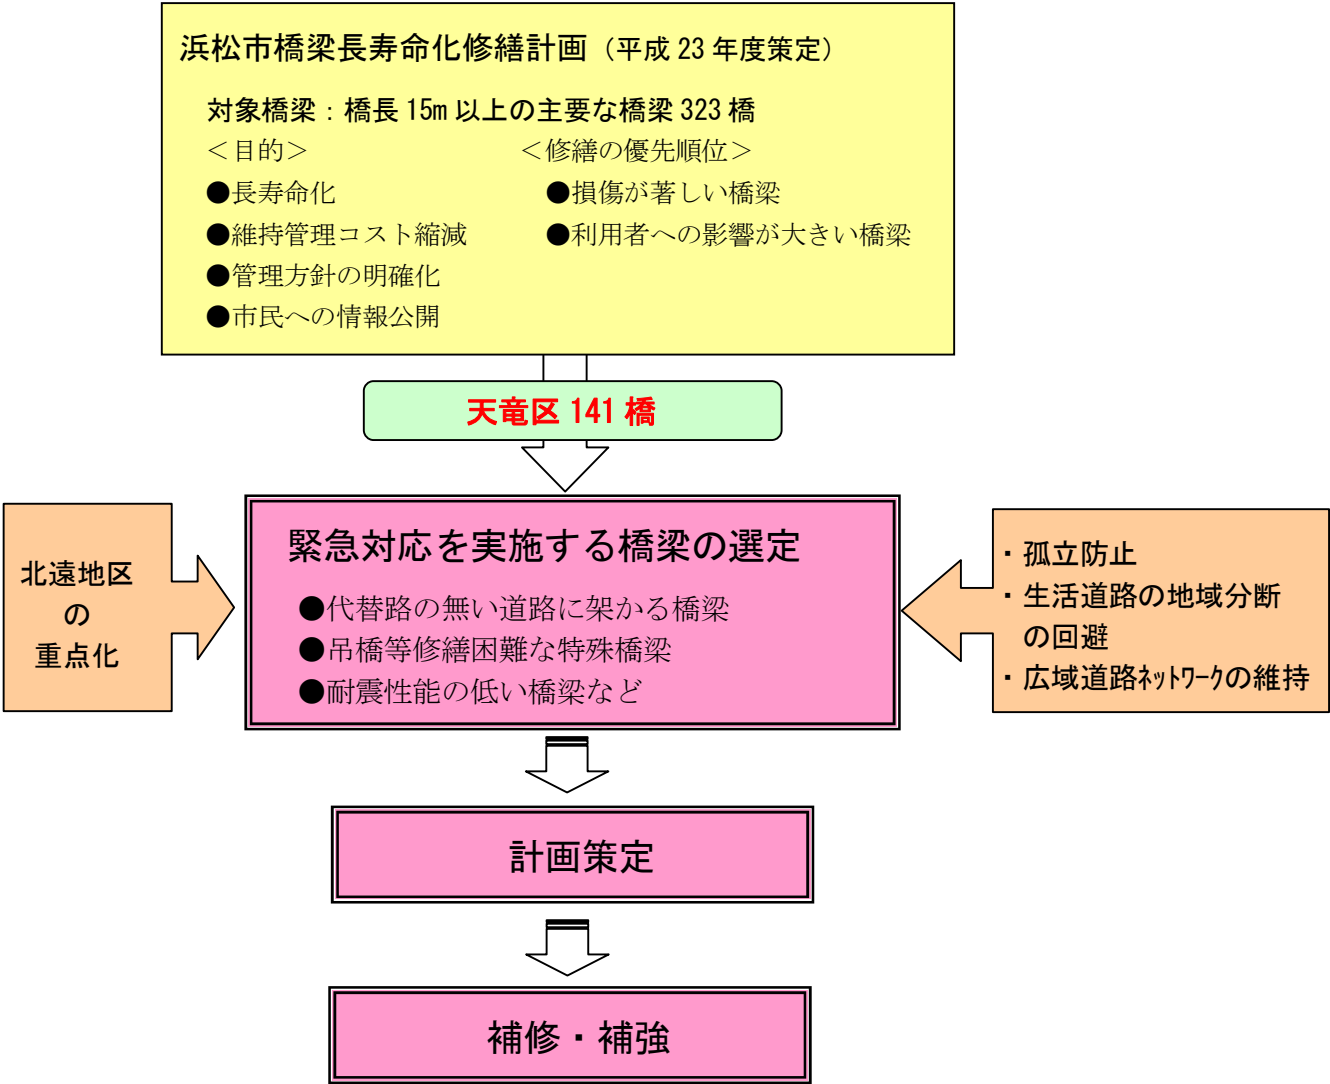 浜松市橋梁長寿命化修繕計画（平成23年度策定）
対象橋梁：橋長15m以上の主要な橋梁323橋
＜目的＞　＜修繕の優先順位＞
●長寿命化　●損傷が著しい橋梁
●維持管理コスト縮減　●利用者への影響が大きい橋梁
●管理方針の明確化
●市民への情報公開
天竜区141橋
北遠地区
の
重点化
緊急対応を実施する橋梁の選定
●代替路の無い道路に架かる橋梁
●吊橋等修繕困難な特殊橋梁
●耐震性能の低い橋梁など
・孤立防止
・生活道路の地域分断
の回避
・広域道路ﾈｯﾄﾜｰｸの維持
計画策定
補修・補強